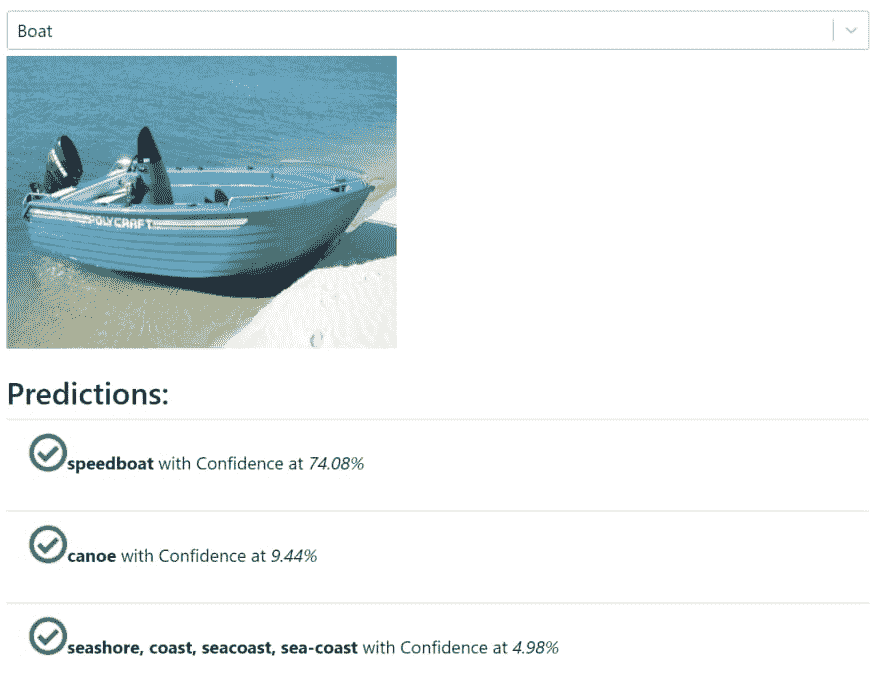 Boat
POLYCRAFT
Predictions:
speedboat with Confidence at 74.08%
canoe with Confidence at 9.44%
seashore, coast, seacoast, sea-coast with Confidence at 4.98%